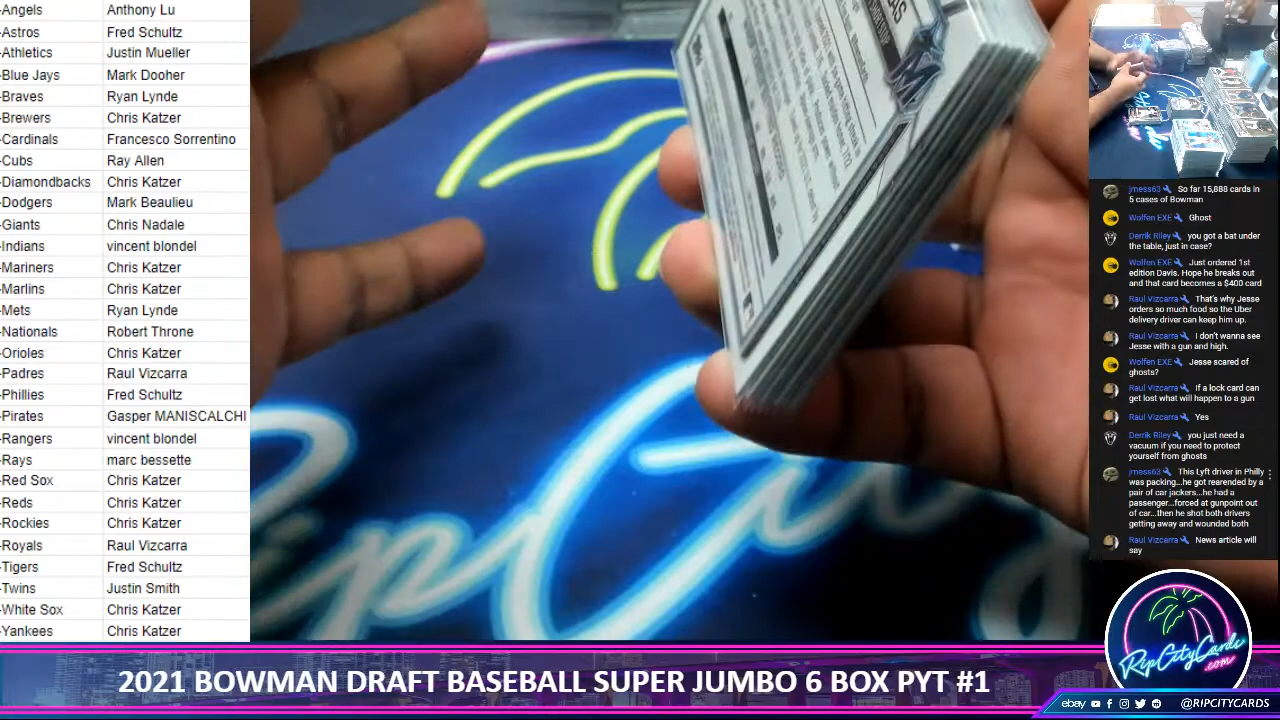 -Angels Anthony Lu
-Astros Fred Schultz
-Athletics Justin Mueller
-Blue Jays Mark Dooher
-Braves Ryan Lynde
-Brewers Chris Katzer
-Cardinals Francesco Sorrentino
-Cubs Ray Allen
-Diamondbacks Chris Katzer
-Dodgers Mark Beaulieu
-Giants Chris Nadale
-Indians vincent blondel
-Mariners Chris Katzer
-Marlins Chris Katzer
-Mets Ryan Lynde
-Nationals Robert Throne
-Orioles Chris Katzer
-Padres Raul Vizcarra
-Phillies Fred Schultz
-Pirates Gasper MANISCALCHI
-Rangers vincent blondel
-Rays marc bessette
-Red Sox Chris Katzer
-Reds Chris Katzer
-Rockies Chris Katzer
-Royals Raul Vizcarra
-Tigers Fred Schultz
-Twins Justin Smith
-White Sox Chris Katzer
-Yankees Chris Katzer
jmess63 So far 15,888 cards in
5 cases of Bowman
Wolfen EXE Ghost
Derrik Riley you got a bat under
the table, just in case?
Wolfen EXE Just ordered 1st
edition Davis. Hope he breaks out
and that card becomes a $400 card
Raul Vizcarra That's why Jesse
orders so much food so the Uber
delivery driver can keep him up.
Raul Vizcarra I don't wanna see
Jesse with a gun and high.
Wolfen EXE Jesse scared of
ghosts?
Raul Vizcarra If a lock card can
get lost what will happen to a gun
Raul Vizcarra Yes
Derrik Riley you just need a
vacuum if you need to protect
yourself from ghosts
jmess63 This Lyft driver in Philly
was packing...he got rearended by a
pair of car jackers...he had a
passenger...forced at gunpoint out
of car...then he shot both drivers
getting away and wounded both
Raul Vizcarra News article will
say
RipCityCards
.com
2021 BOWMAN DRAFT BASEBALL SUPER JUMBO 6 BOX PYT #1
ebay @RIPCITYCARDS